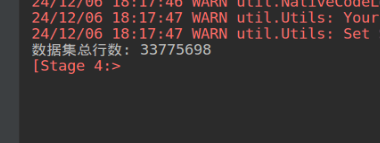 24/12/06 18:17:46 WARN util.NativeCodeL
24/12/06 18:17:47 WARN util.Utils: Your
24/12/06 18:17:47 WARN util.Utils: Set
数据集总行数: 33775698
[Stage 4:>